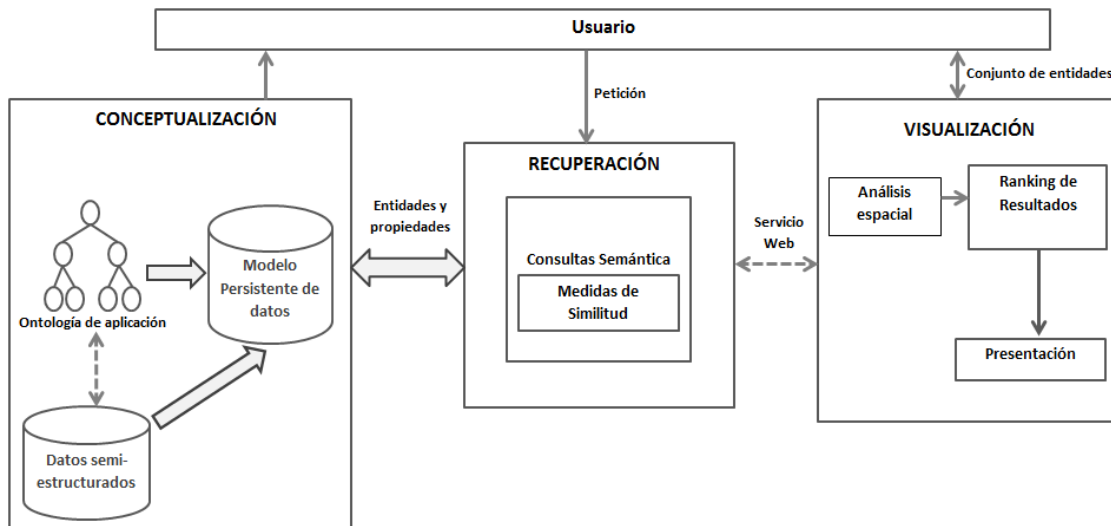 Usuario
Petición
Conjunto de entidades
CONCEPTUALIZACIÓN
Ontología de aplicación
Modelo
Persistente de
datos
Datos semi-
estructurados
Entidades y
propiedades
RECUPERACIÓN
Consultas Semántica
Medidas de
Similitud
Servicio
Web
VISUALIZACIÓN
Análisis
espacial
Ranking de
Resultados
Presentación